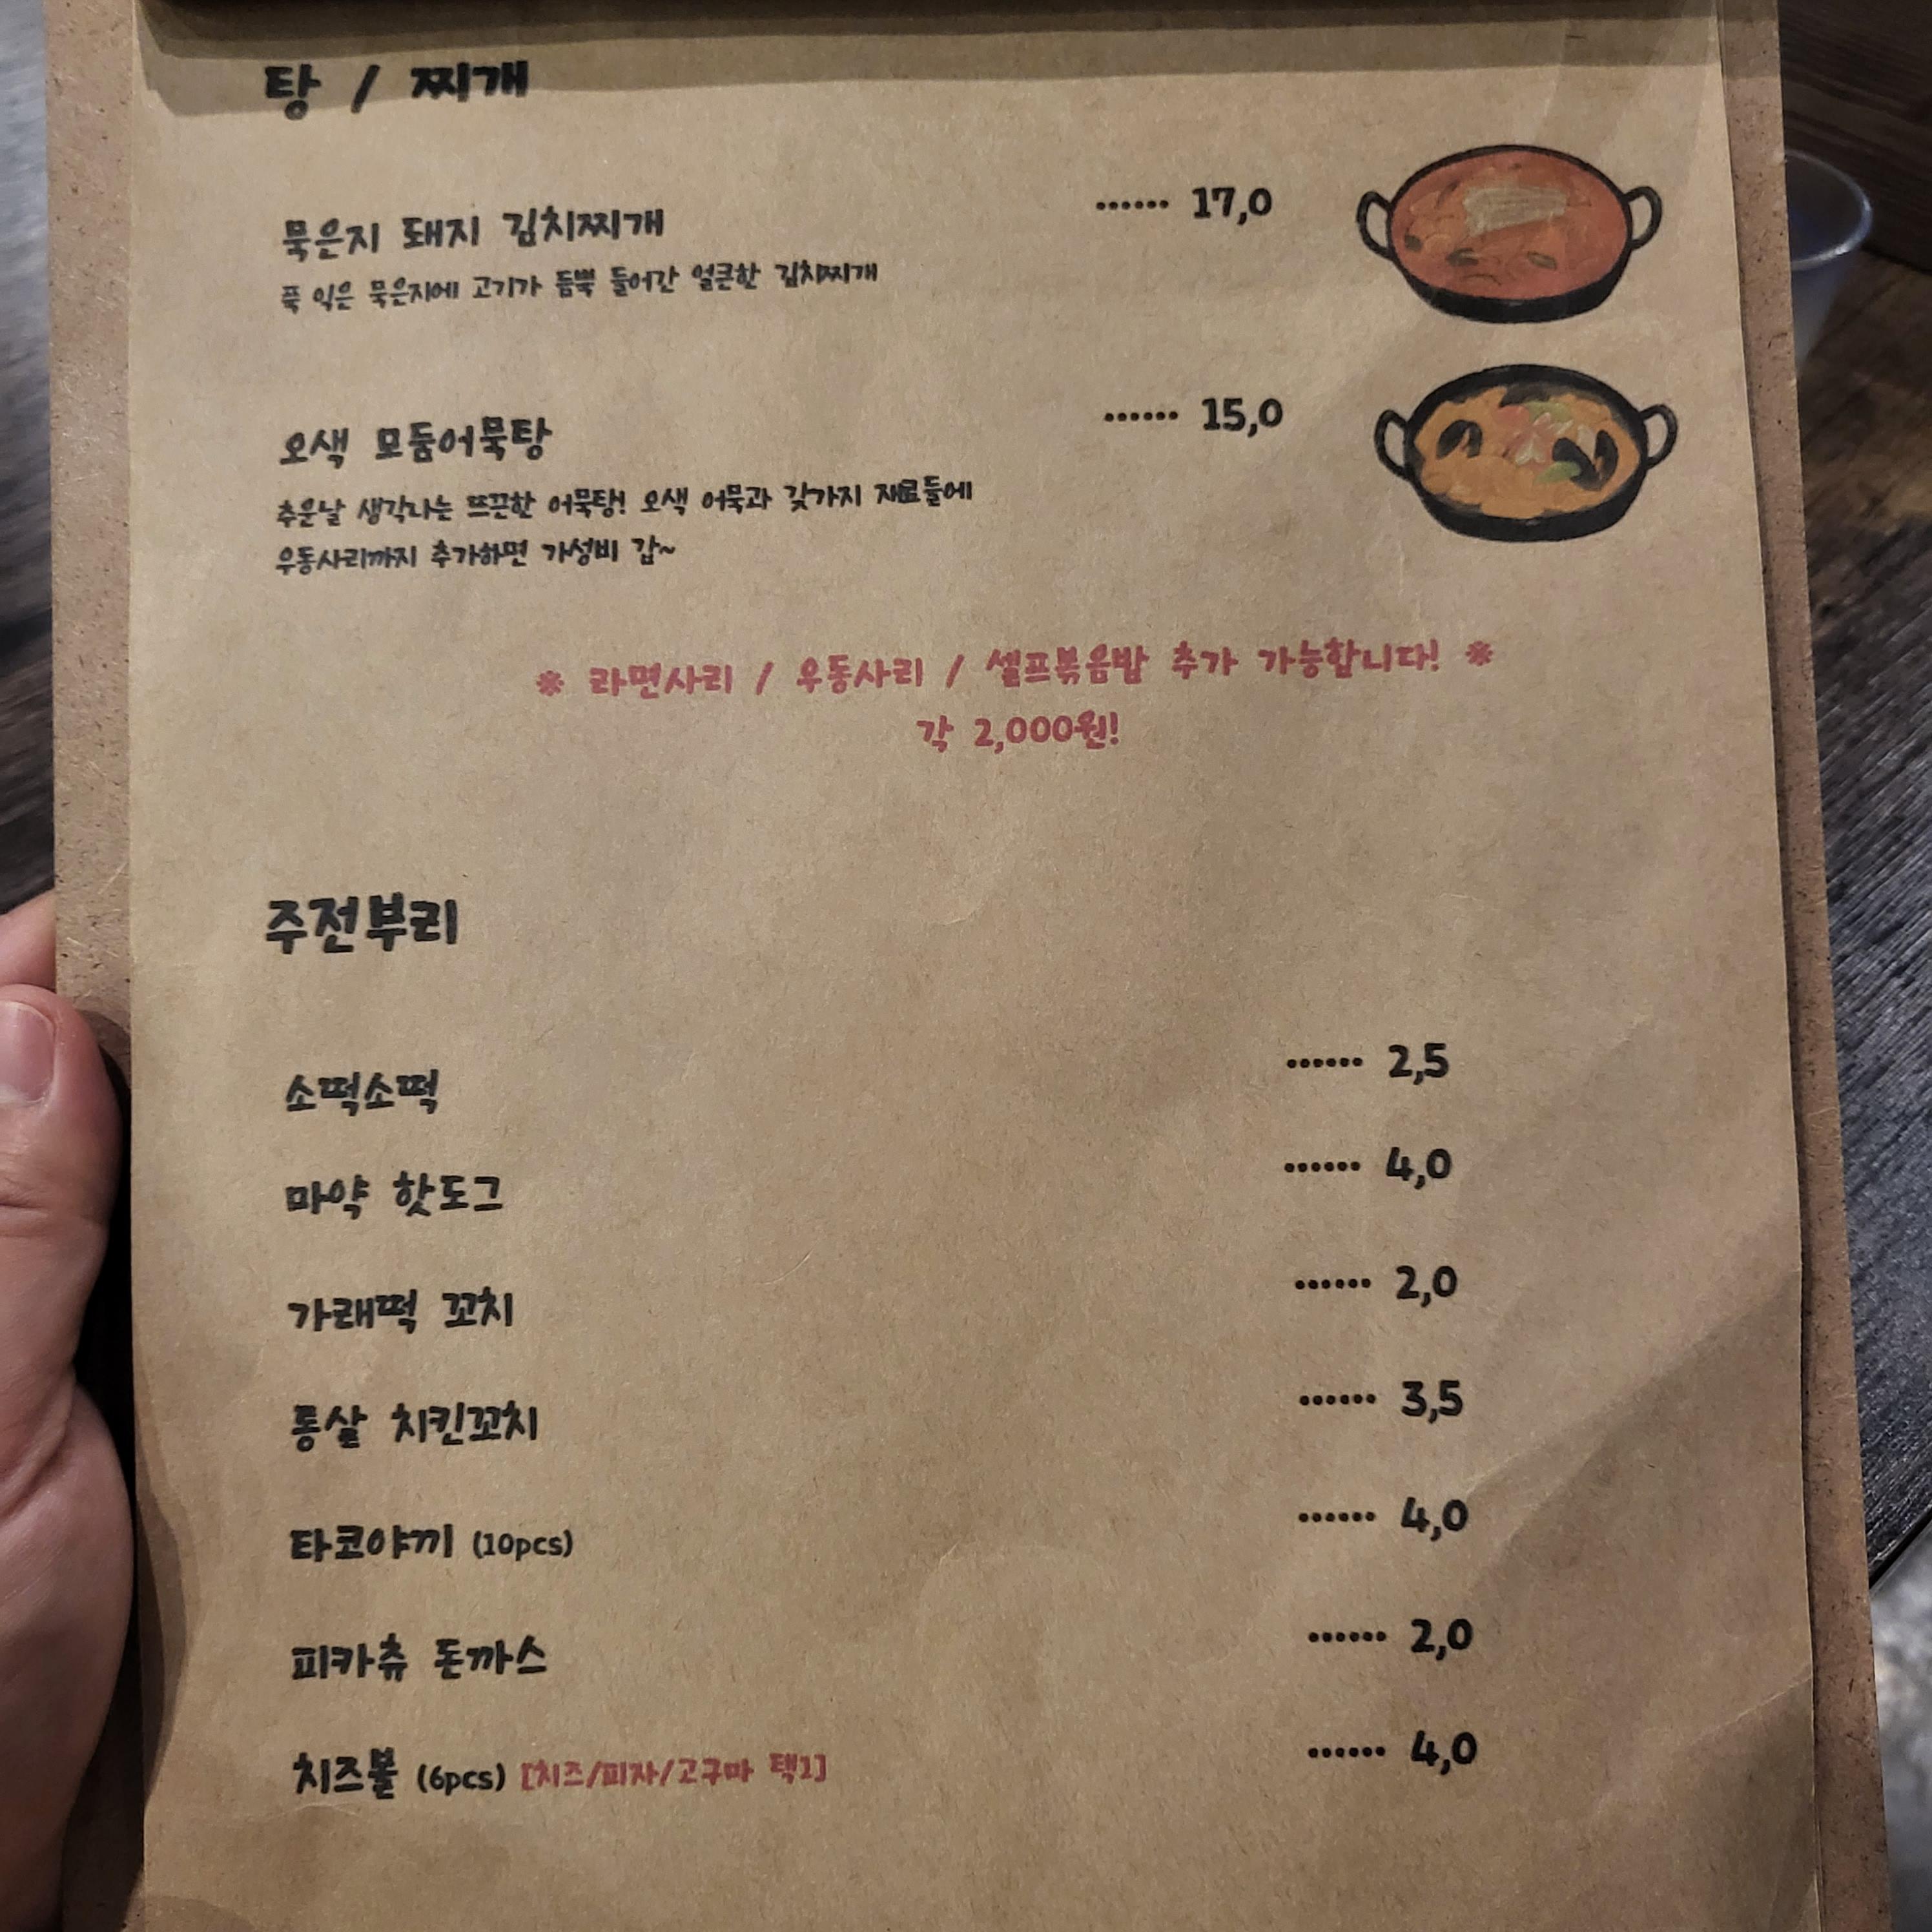 탕 / 찌개
묵은지 돼지 김치찌개 ...... 17,0
푹 익은 묵은지에 고기가 듬뿍 들어간 얼큰한 김치찌개
오색 모둠어묵탕 ...... 15,0
추운날 생각나는 뜨끈한 어묵탕! 오색 어묵과 갖가지 재료들에
우동사리까지 추가하면 가성비 갑~
※ 라면사리 / 우동사리 / 셀프볶음밥 추가 가능합니다! ※
각 2,000원!
주전부리
소떡소떡 ...... 2,5
마약 핫도그 ...... 4,0
가래떡 꼬치 ...... 2,0
통살 치킨꼬치 ...... 3,5
타코야끼 (10pcs) ...... 4,0
피카츄 돈까스 ...... 2,0
치즈볼 (6pcs) [치즈/피자/고구마 택1] ...... 4,0